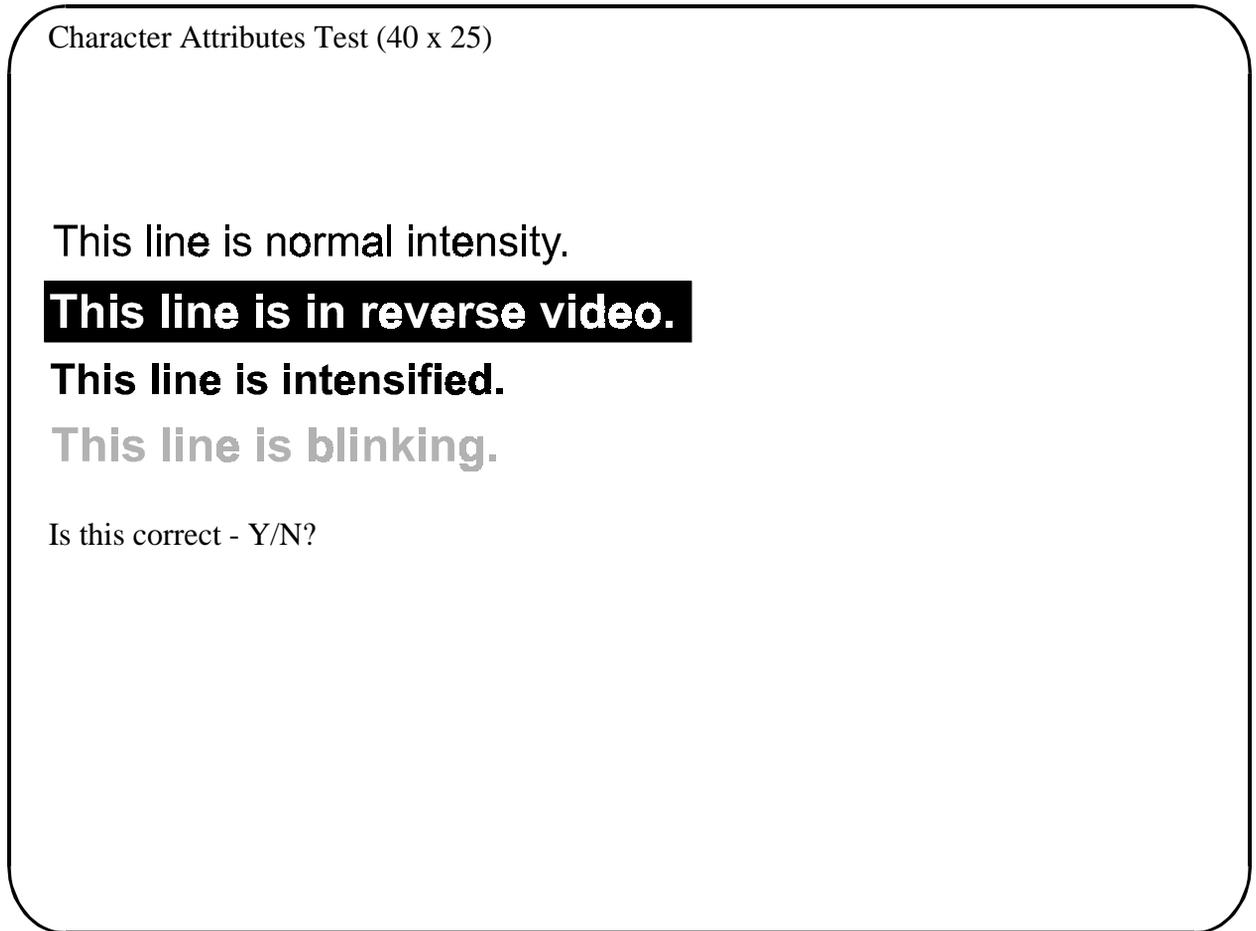 Character Attributes Test (40 x 25)
This line is normal intensity.
This line is in reverse video.
This line is intensified.
This line is blinking.
Is this correct - Y/N?